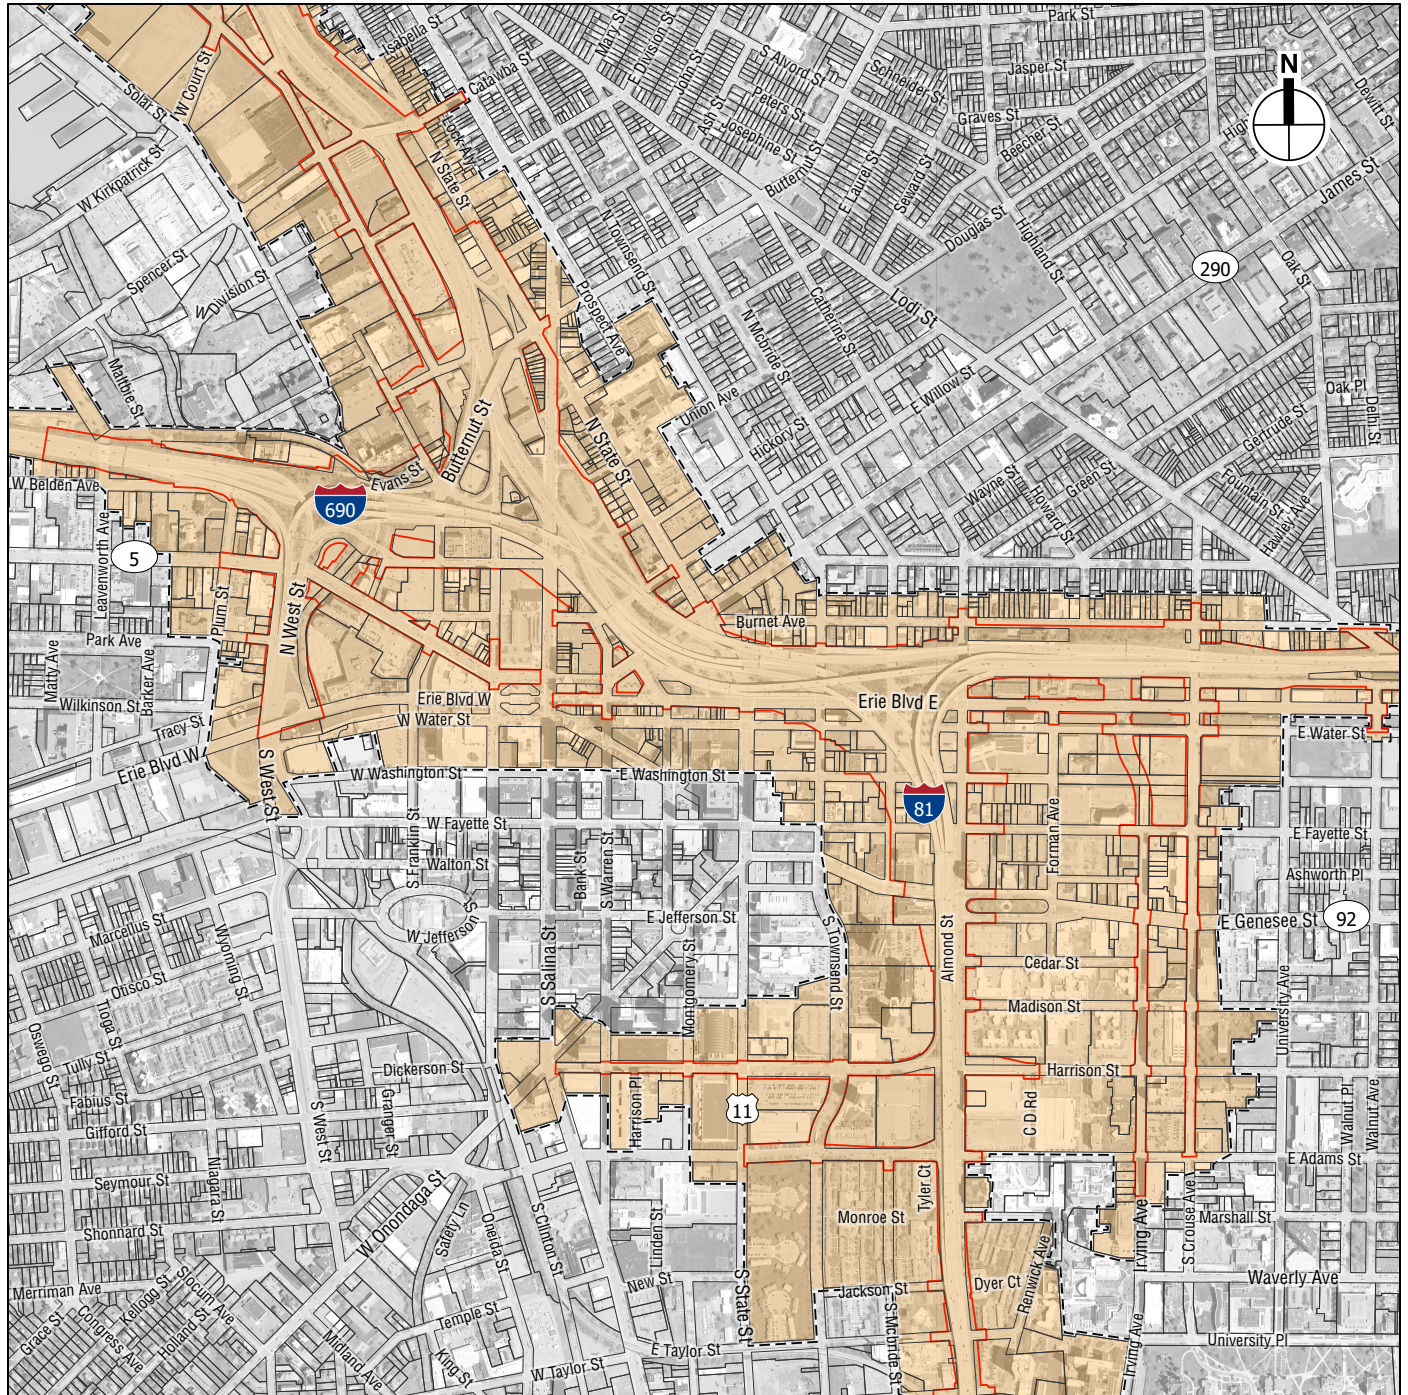 Park St
Isabella St
Mary St
E Division St
S Alvord St
Schneider St
Jasper St
N
Dewitt St
W Court St
Solar St
Catawba St
John St
Ash St
Peters St
Josephine St
Graves St
Beecher St
High
Lock Aly
N State St
W Kirkpatrick St
Butternut St
E Laurel St
Seward St
James St
Douglas St
Highland St
N Townsend St
Spencer St
W Division St
290
Oak St
Prospect Ave
Lodi St
N McBride St
Catherine St
Maltbie St
E Willow St
Oak Pl
Delhi St
Union Ave
Hickory St
Butternut St
N State St
Gertrude St
Evans St
W Belden Ave
690
Wayne St
Howard St
Green St
Fountain St
Hawley Ave
Leavenworth Ave
5
Plum St
N West St
Burnet Ave
Park Ave
Matty Ave
Barker Ave
Wilkinson St
Erie Blvd W
Erie Blvd E
W Water St
Tracy St
E Water St
Erie Blvd W
S West St
W Washington St
E Washington St
81
W Fayette St
Forman Ave
E Fayette St
S Franklin St
Walton St
Bank St
S Warren St
Ashworth Pl
Marcellus St
W Jefferson St
E Jefferson St
S Townsend St
Almond St
E Genesee St
92
Wyoming St
S Salina St
Montgomery St
Cedar St
Otisco St
Tioga St
Madison St
University Ave
Oswego St
Tully St
Dickerson St
Harrison St
Fabius St
Granger St
Harrison Pl
11
C D Rd
Walnut Pl
Walnut Ave
Gifford St
S West St
E Adams St
Seymour St
Niagara St
W Onondaga St
Tyler Ct
Monroe St
Irving Ave
S Crouse Ave
Marshall St
Shonnard St
Safety Ln
Oneida St
S Clinton St
Linden St
Renwick Ave
Merriman Ave
Slocum Ave
Kellogg St
New St
S State St
Jackson St
Dyer Ct
Waverly Ave
Grace St
Congress Ave
Holland St
Temple St
Midland Ave
King St
W Taylor St
E Taylor St
S McBride St
Irving Ave
University Pl